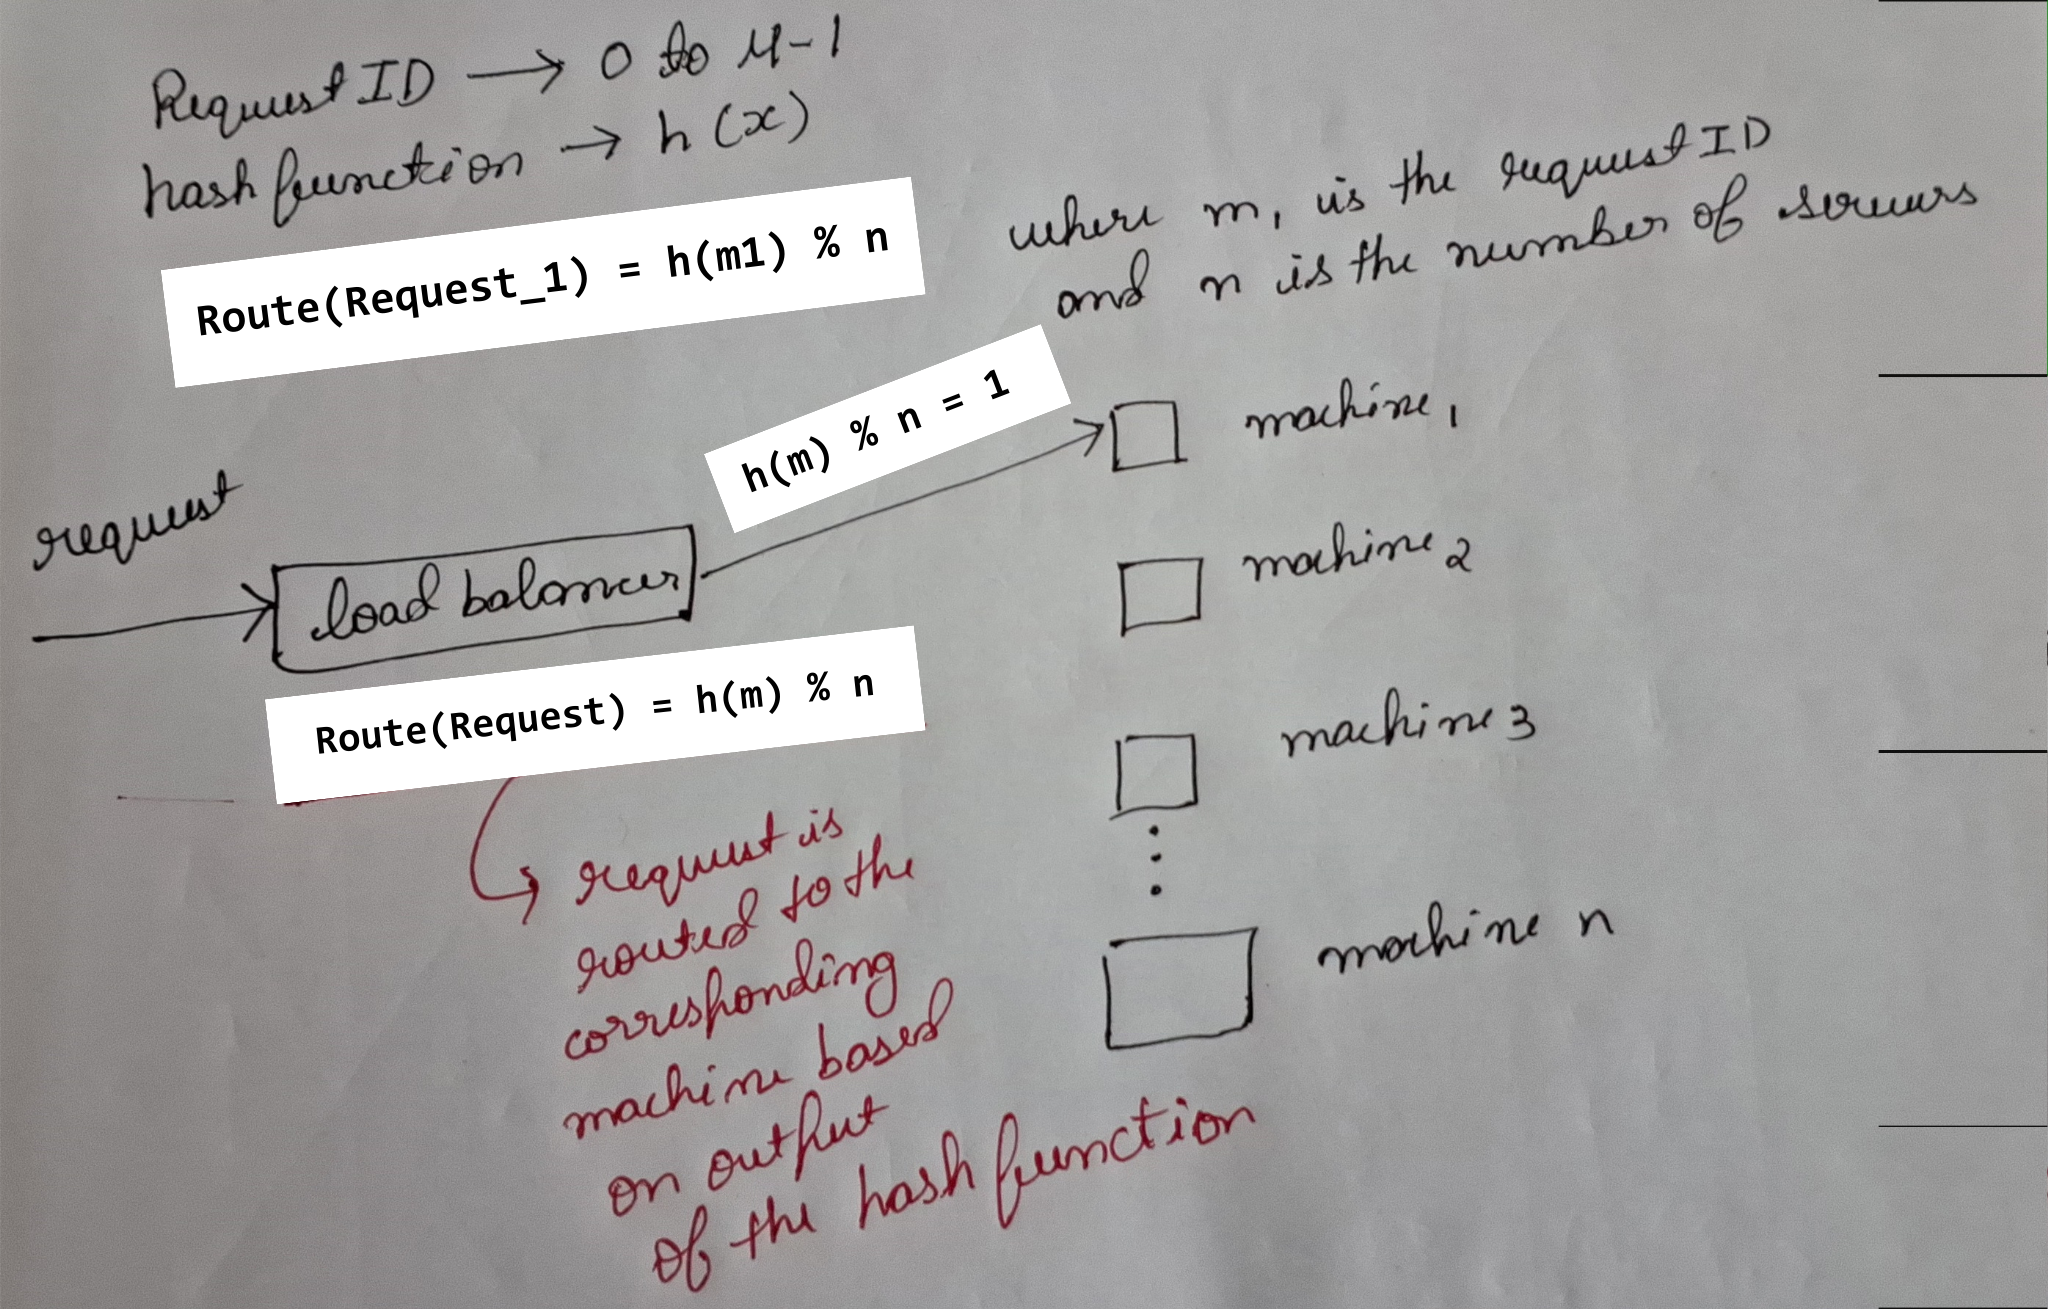 Request ID → 0 to M-1
hash function → h(x)
Route(Request_1) = h(m1) % n
where m, is the request ID
and n is the number of servers
h(m) % n = 1
machine 1
request
load balancer
machine 2
Route(Request) = h(m) % n
machine 3
request is
routed to the
corresponding
machine based
on output
of the hash function
machine n